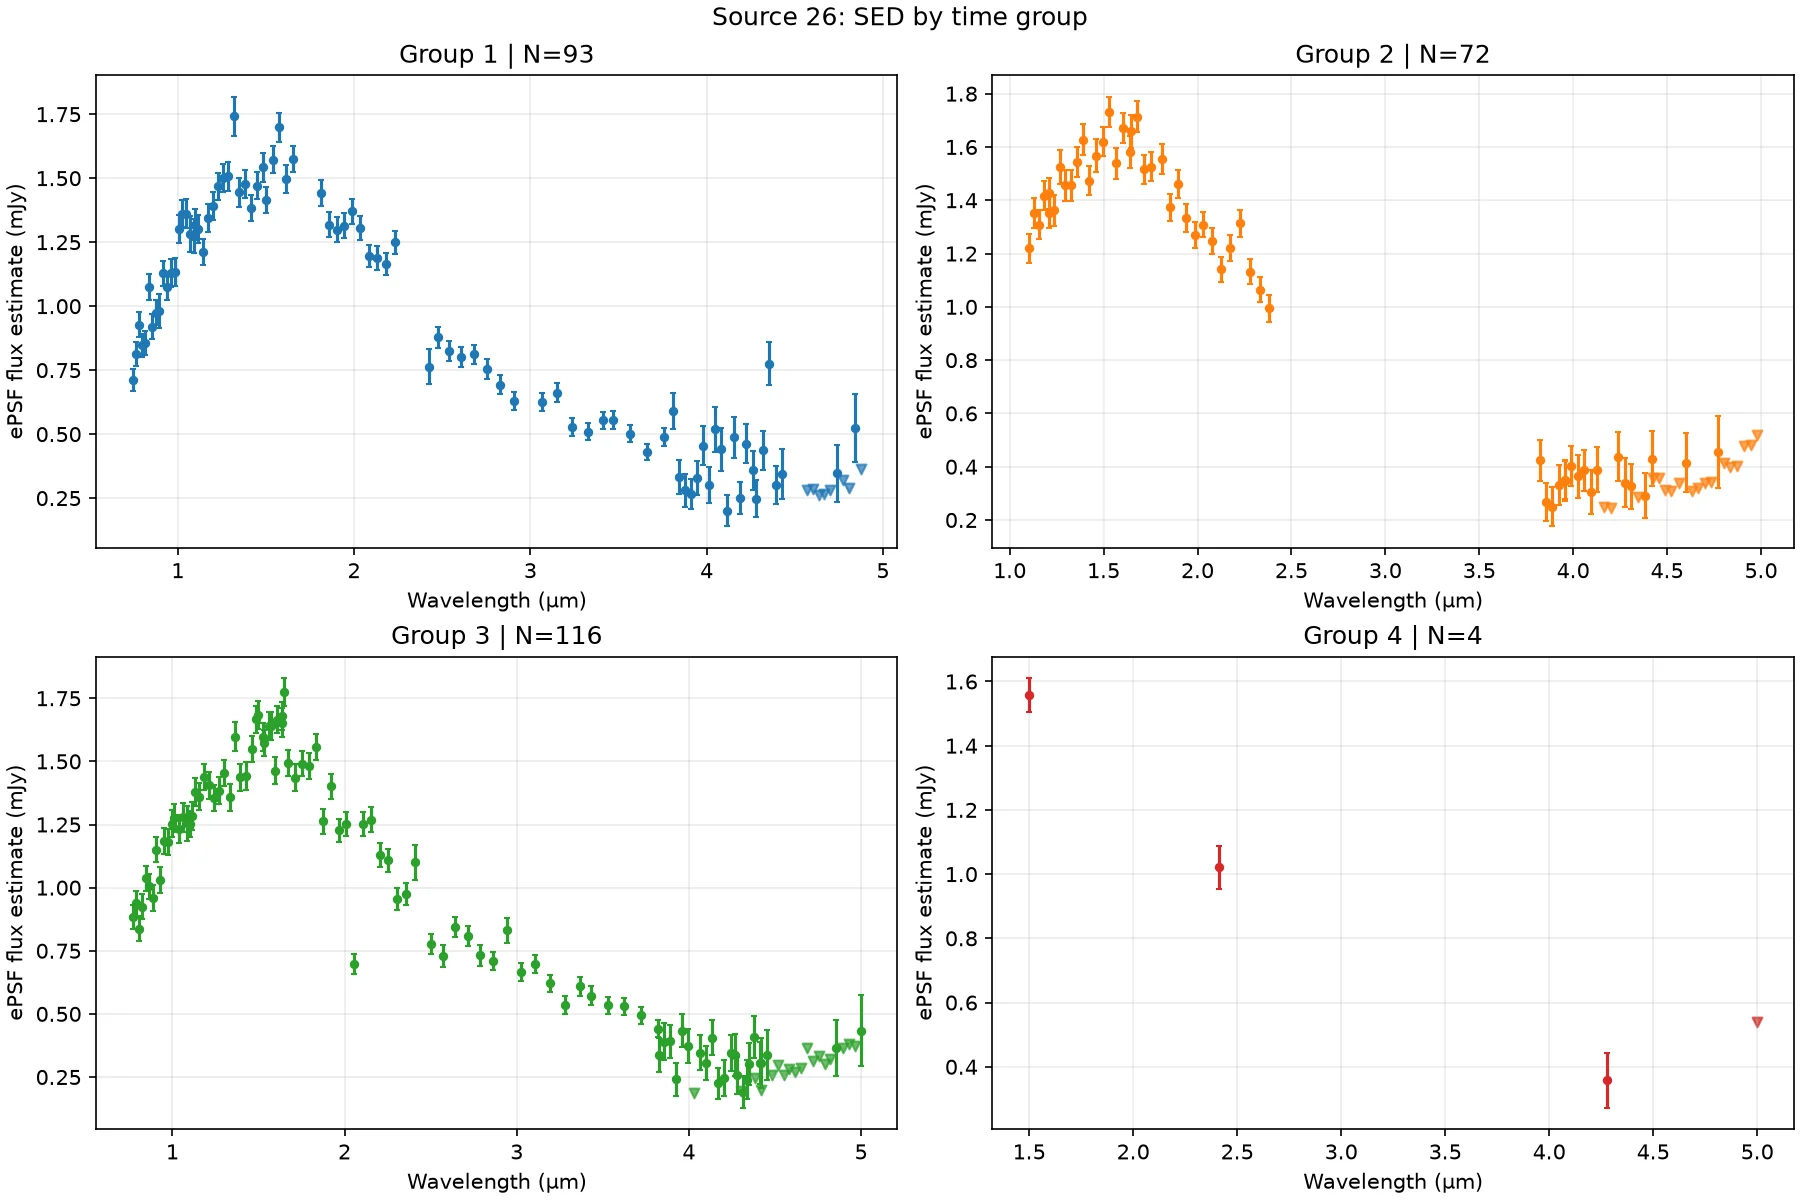 Source 26: SED by time group
Group 1 | N=93
ePSF flux estimate (mJy)
1.75
1.50
1.25
1.00
0.75
0.50
0.25
1 2 3 4 5
Wavelength (µm)
Group 2 | N=72
ePSF flux estimate (mJy)
1.8
1.6
1.4
1.2
1.0
0.8
0.6
0.4
0.2
1.0 1.5 2.0 2.5 3.0 3.5 4.0 4.5 5.0
Wavelength (µm)
Group 3 | N=116
ePSF flux estimate (mJy)
1.75
1.50
1.25
1.00
0.75
0.50
0.25
1 2 3 4 5
Wavelength (µm)
Group 4 | N=4
ePSF flux estimate (mJy)
1.6
1.4
1.2
1.0
0.8
0.6
0.4
1.5 2.0 2.5 3.0 3.5 4.0 4.5 5.0
Wavelength (µm)